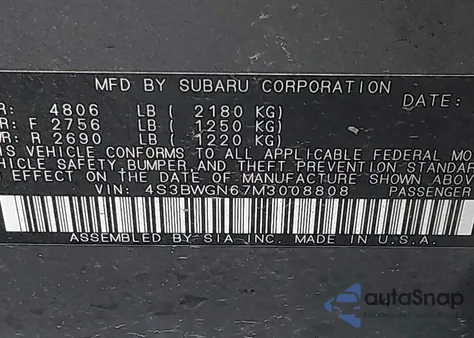 MFD BY SUBARU CORPORATION DATE:
R: 4806 LB ( 2180 KG)
R: F 2756 LB ( 1250 KG)
R: R 2690 LB ( 1220 KG)
IS VEHICLE CONFORMS TO ALL APPLICABLE FEDERAL MO
HICLE SAFETY, BUMPER, AND THEFT PREVENTION STANDAR
N EFFECT ON THE DATE OF MANUFACTURE SHOWN ABOV
VIN: 4S3BWGN67M3008808 PASSENGER
ASSEMBLED BY SIA INC. MADE IN U.S.A.
autaSnap